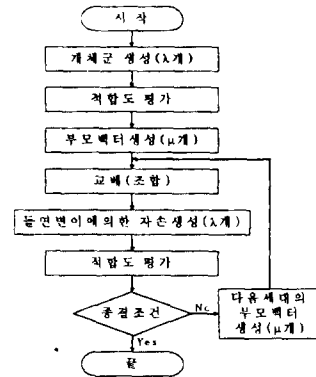 시 작
개체군 생성(λ개)
적합도 평가
부모벡터생성(μ개)
교배(조합)
돌연변이에의한 자손생성(λ개)
적합도 평가
종결조건
No
다음세대의
부모벡터
생성(μ개)
Yes
끝